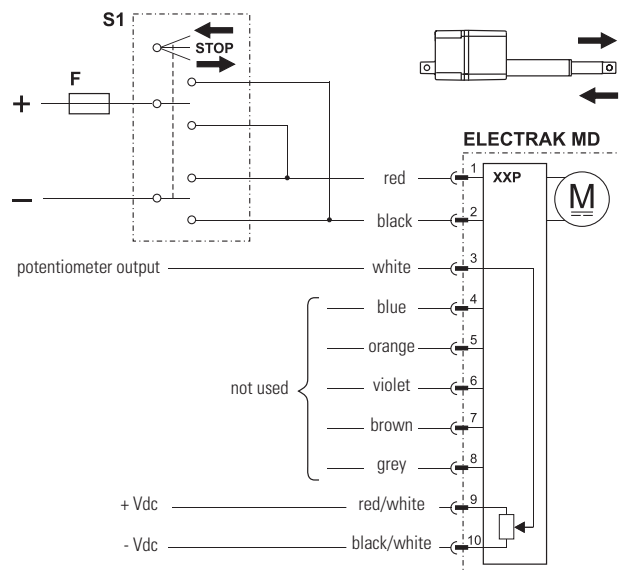 S1
STOP
F
+
–
ELECTRAK MD
XXP
M
red 1
black 2
potentiometer output white 3
not used
blue 4
orange 5
violet 6
brown 7
grey 8
+ Vdc red/white 9
- Vdc black/white 10